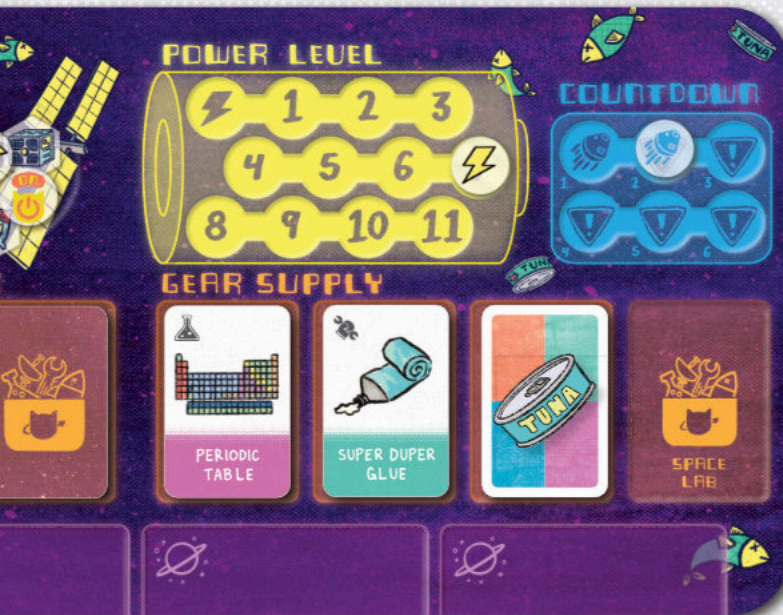 POWER LEVEL
TUNA
COUNTDOWN
1 2 3
4 5 6
8 9 10 11
1 2 3
4 5 6
TUNA
GEAR SUPPLY
PERIODIC
TABLE
SUPER DUPER
GLUE
TUNA
SPACE
LAB